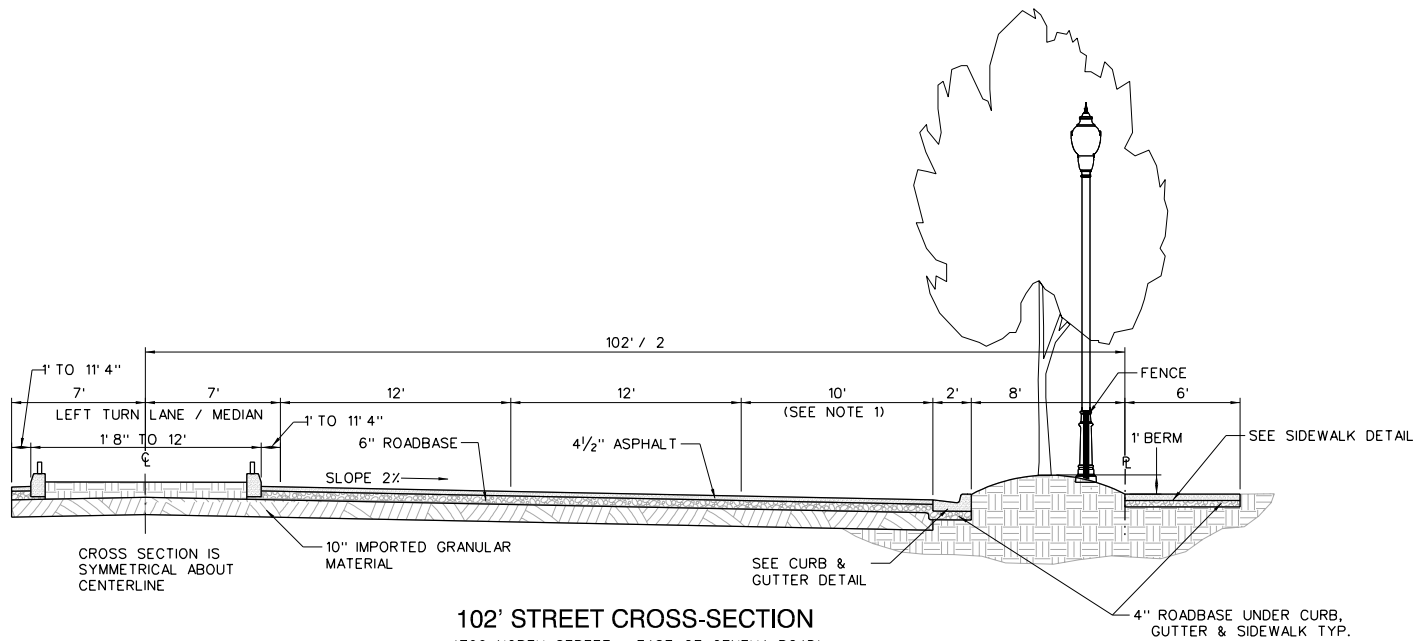 102' / 2
1' TO 11' 4"
FENCE
7'
7'
12'
12'
10'
2'
8'
6'
LEFT TURN LANE / MEDIAN
(SEE NOTE 1)
1' TO 11' 4"
1' 8" TO 12'
6" ROADBASE
4½" ASPHALT
1' BERM
SEE SIDEWALK DETAIL
℄
PL
SLOPE 2%
10" IMPORTED GRANULAR
MATERIAL
CROSS SECTION IS
SYMMETRICAL ABOUT
CENTERLINE
SEE CURB &
GUTTER DETAIL
4" ROADBASE UNDER CURB,
GUTTER & SIDEWALK TYP.
102' STREET CROSS-SECTION